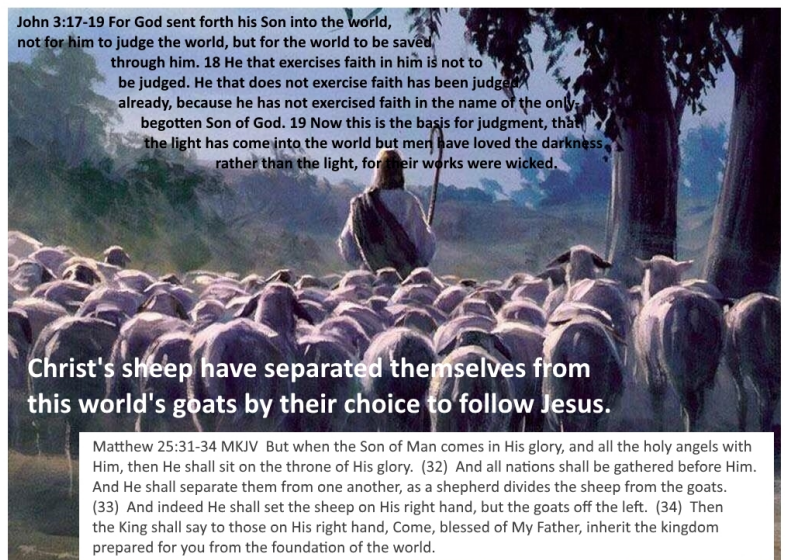 John 3:17-19 For God sent forth his Son into the world,
not for him to judge the world, but for the world to be saved
through him. 18 He that exercises faith in him is not to
be judged. He that does not exercise faith has been judged
already, because he has not exercised faith in the name of the only-
begotten Son of God. 19 Now this is the basis for judgment, that
the light has come into the world but men have loved the darkness
rather than the light, for their works were wicked.
Christ's sheep have separated themselves from
this world's goats by their choice to follow Jesus.
Matthew 25:31-34 MKJV But when the Son of Man comes in His glory, and all the holy angels with
Him, then He shall sit on the throne of His glory. (32) And all nations shall be gathered before Him.
And He shall separate them from one another, as a shepherd divides the sheep from the goats.
(33) And indeed He shall set the sheep on His right hand, but the goats off the left. (34) Then
the King shall say to those on His right hand, Come, blessed of My Father, inherit the kingdom
prepared for you from the foundation of the world.